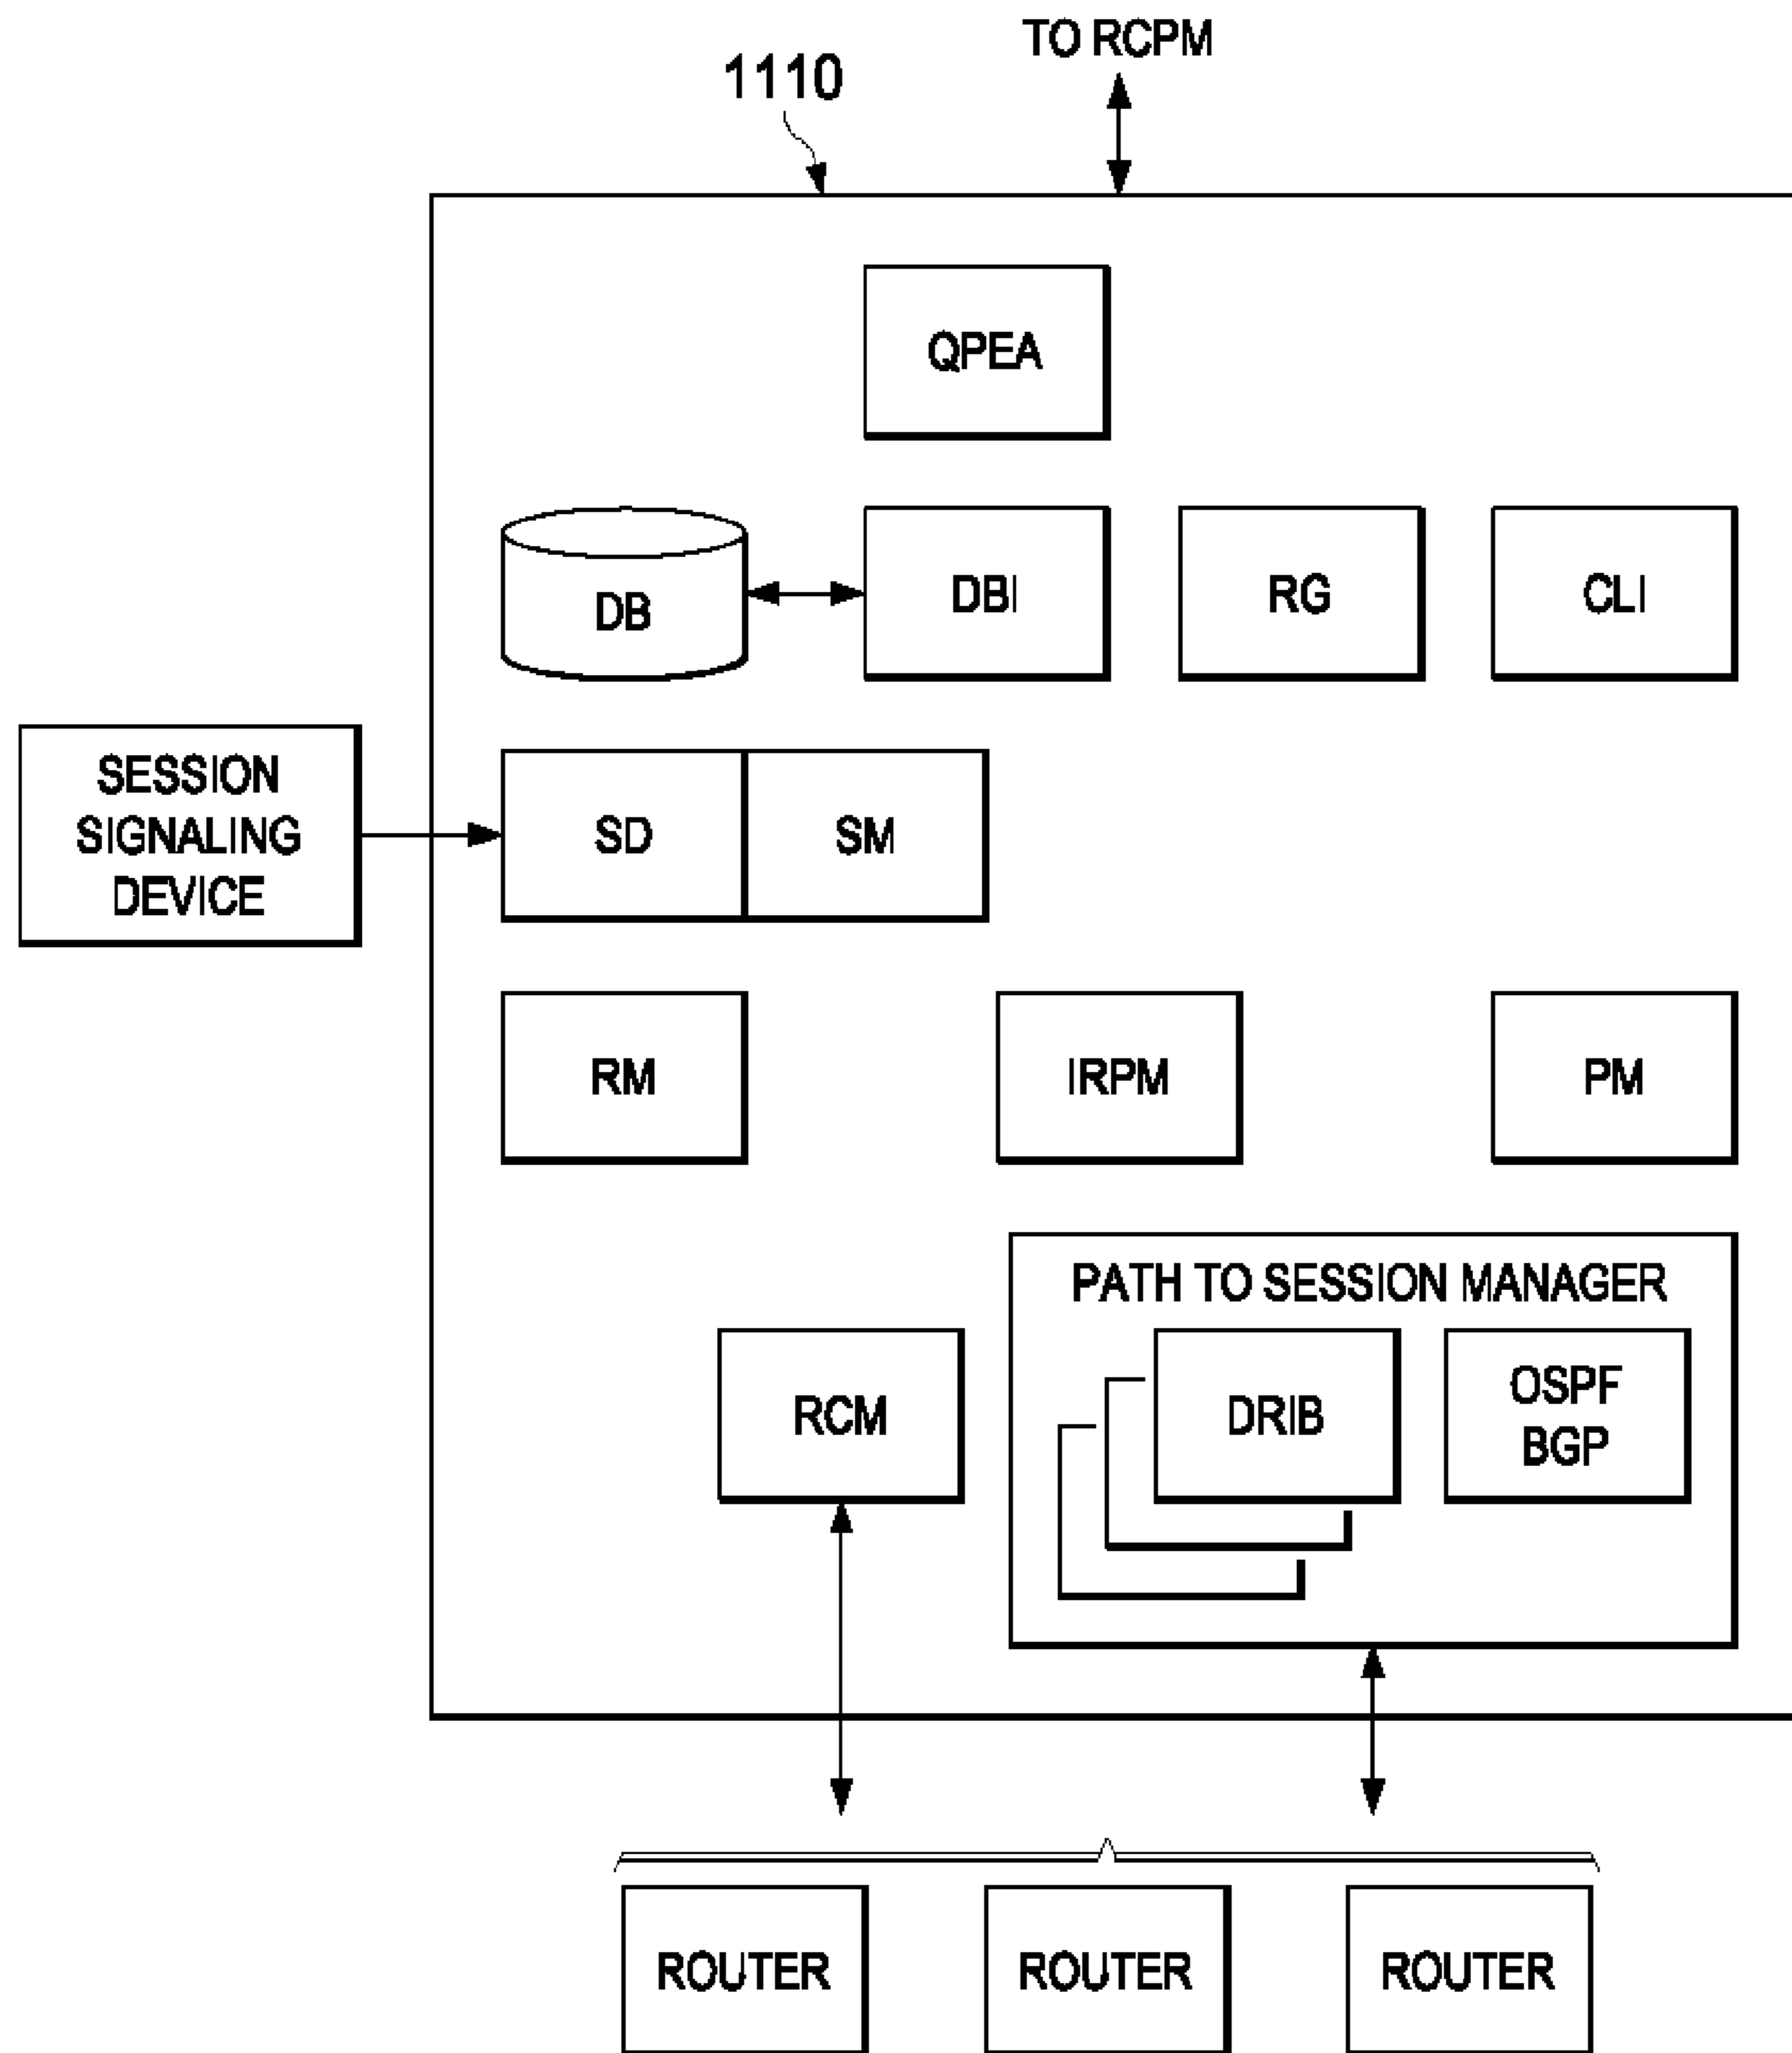 TO RCPM
1110
QPEA
DB
DBI
RG
CLI
SESSION
SIGNALING
DEVICE
SD
SM
RM
IRPM
PM
PATH TO SESSION MANAGER
RCM
DRIB
OSPF
BGP
ROUTER
ROUTER
ROUTER